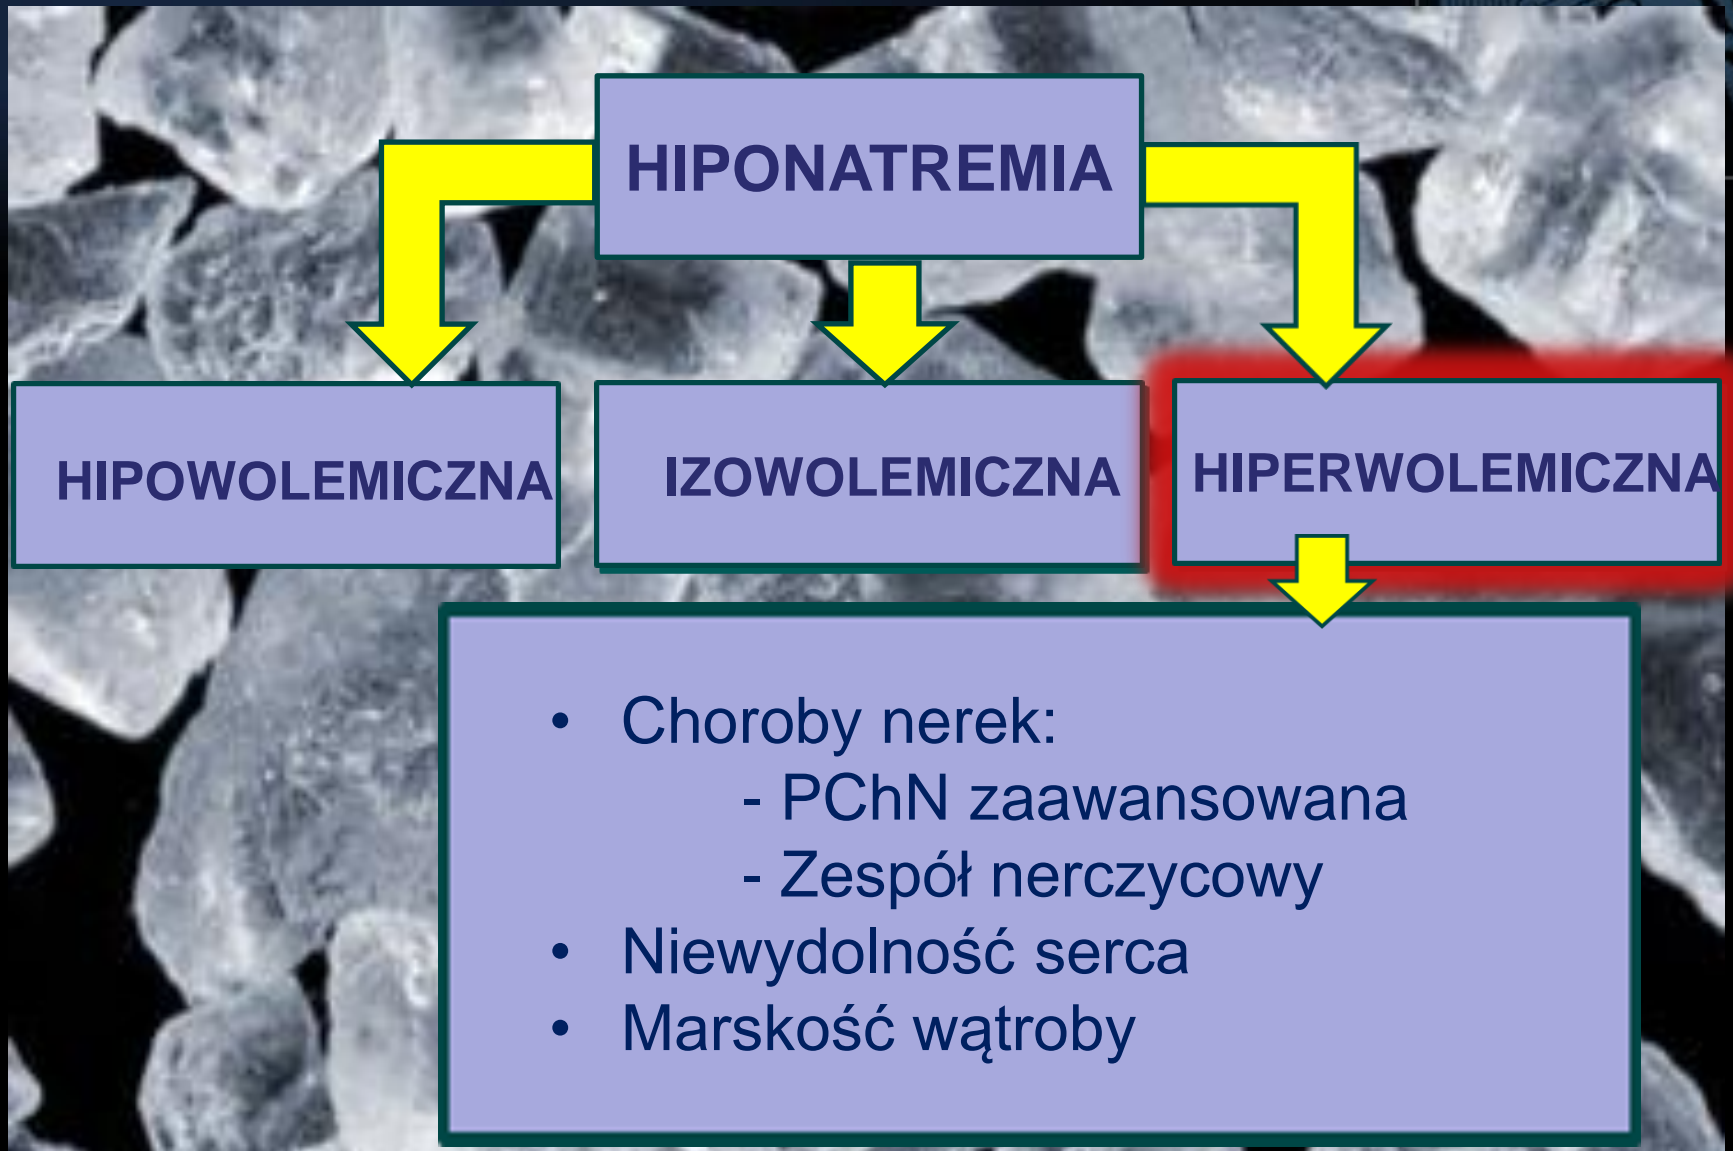 HIPONATREMIA
HIPOWOLEMICZNA
IZOWOLEMICZNA
HIPERWOLEMICZNA
• Choroby nerek:
- PChN zaawansowana
- Zespół nerczycowy
• Niewydolność serca
• Marskość wątroby